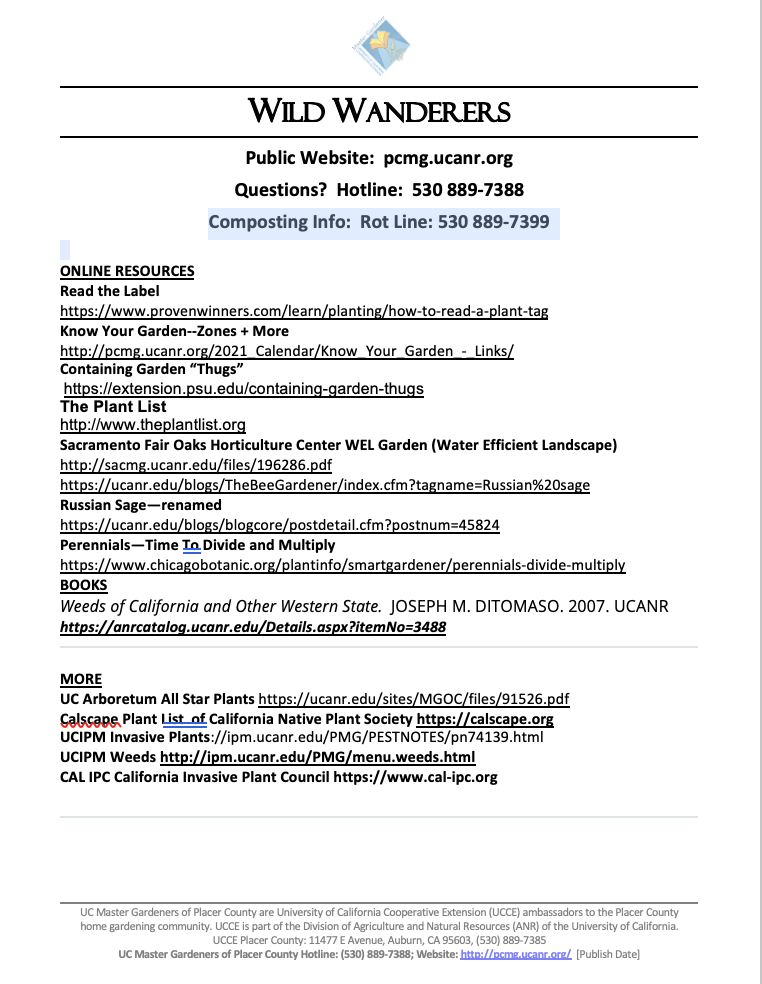 Master Gardener
WILD WANDERERS
Public Website:  pcmg.ucanr.org
Questions?  Hotline:  530 889-7388
Composting Info:  Rot Line: 530 889-7399
ONLINE RESOURCES
Read the Label
https://www.provenwinners.com/learn/planting/how-to-read-a-plant-tag
Know Your Garden--Zones + More
http://pcmg.ucanr.org/2021_Calendar/Know_Your_Garden_-_Links/
Containing Garden “Thugs”
https://extension.psu.edu/containing-garden-thugs
The Plant List
http://www.theplantlist.org
Sacramento Fair Oaks Horticulture Center WEL Garden (Water Efficient Landscape)
http://sacmg.ucanr.edu/files/196286.pdf
https://ucanr.edu/blogs/TheBeeGardener/index.cfm?tagname=Russian%20sage
Russian Sage—renamed
https://ucanr.edu/blogs/blogcore/postdetail.cfm?postnum=45824
Perennials—Time To Divide and Multiply
https://www.chicagobotanic.org/plantinfo/smartgardener/perennials-divide-multiply
BOOKS
Weeds of California and Other Western State.  JOSEPH M. DITOMASO. 2007. UCANR
https://anrcatalog.ucanr.edu/Details.aspx?itemNo=3488
MORE
UC Arboretum All Star Plants https://ucanr.edu/sites/MGOC/files/91526.pdf
Calscape Plant List  of California Native Plant Society https://calscape.org
UCIPM Invasive Plants://ipm.ucanr.edu/PMG/PESTNOTES/pn74139.html
UCIPM Weeds http://ipm.ucanr.edu/PMG/menu.weeds.html
CAL IPC California Invasive Plant Council https://www.cal-ipc.org
UC Master Gardeners of Placer County are University of California Cooperative Extension (UCCE) ambassadors to the Placer County
home gardening community. UCCE is part of the Division of Agriculture and Natural Resources (ANR) of the University of California.
UCCE Placer County: 11477 E Avenue, Auburn, CA 95603, (530) 889-7385
UC Master Gardeners of Placer County Hotline: (530) 889-7388; Website: http://pcmg.ucanr.org/  [Publish Date]